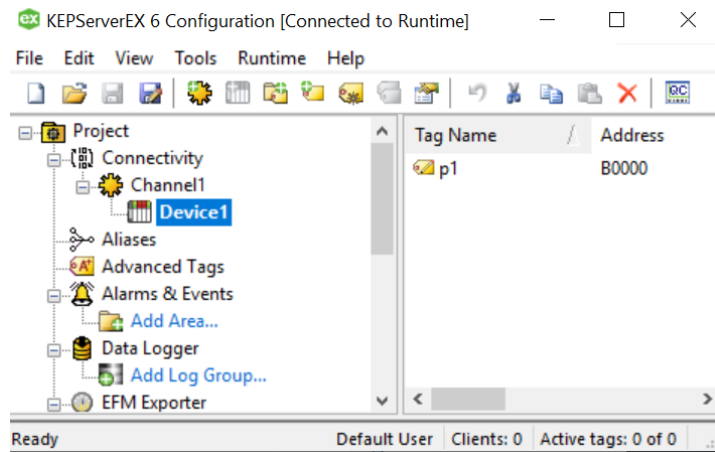 KEPServerEX 6 Configuration [Connected to Runtime]
File Edit View Tools Runtime Help
Project
Connectivity
Channel1
Device1
Aliases
Advanced Tags
Alarms & Events
Add Area...
Data Logger
Add Log Group...
EFM Exporter
Tag Name Address
p1 B0000
Ready Default User Clients: 0 Active tags: 0 of 0